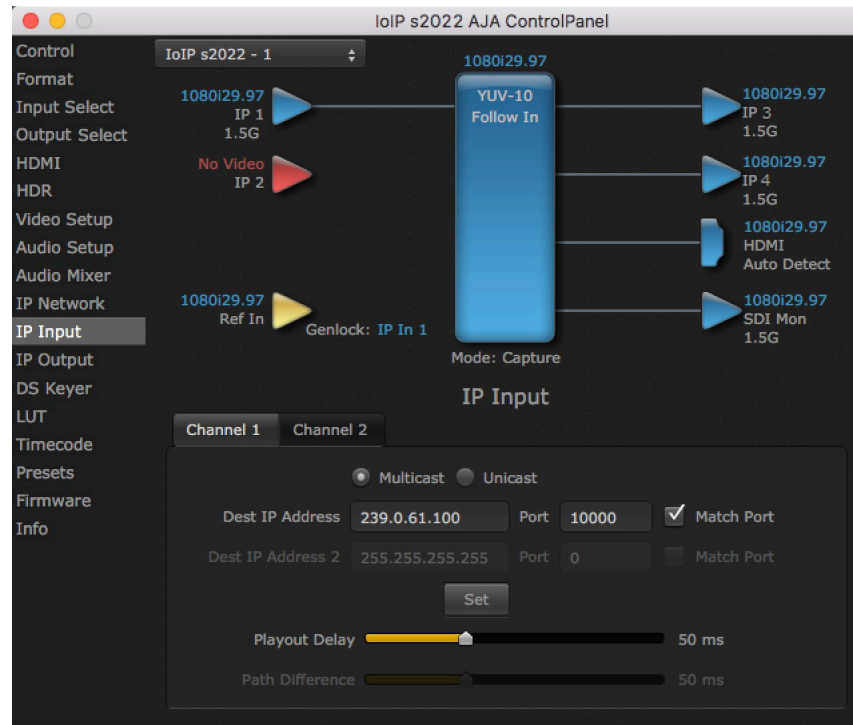 IoIP s2022 AJA ControlPanel
Control
Format
Input Select
Output Select
HDMI
HDR
Video Setup
Audio Setup
Audio Mixer
IP Network
IP Input
IP Output
DS Keyer
LUT
Timecode
Presets
Firmware
Info
IoIP s2022 - 1
1080i29.97
1080i29.97
IP 1
1.5G
No Video
IP 2
1080i29.97
Ref In
Genlock: IP In 1
YUV-10
Follow In
Mode: Capture
1080i29.97
IP 3
1.5G
1080i29.97
IP 4
1.5G
1080i29.97
HDMI
Auto Detect
1080i29.97
SDI Mon
1.5G
IP Input
Channel 1 Channel 2
Multicast Unicast
Dest IP Address 239.0.61.100 Port 10000 Match Port
Dest IP Address 2 255.255.255.255 Port 0 Match Port
Set
Playout Delay 50 ms
Path Difference 50 ms